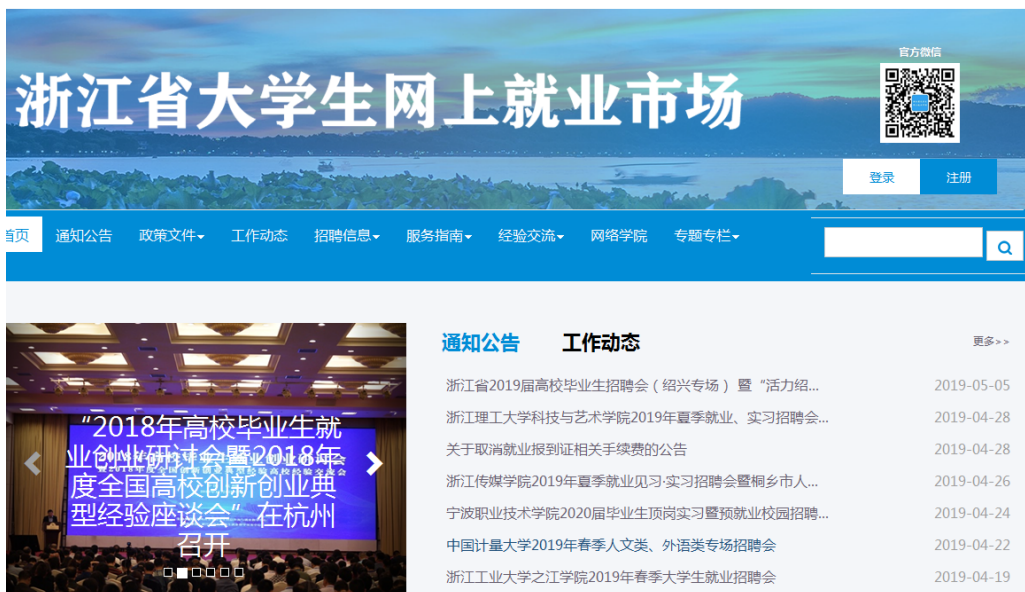 官方微信
浙江省大学生网上就业市场
登录 注册
首页 通知公告 政策文件 工作动态 招聘信息 服务指南 经验交流 网络学院 专题专栏
通知公告 工作动态 更多>>
浙江省2019届高校毕业生招聘会（绍兴专场）暨“活力绍... 2019-05-05
浙江理工大学科技与艺术学院2019年夏季就业、实习招聘会... 2019-04-28
关于取消就业报到证相关手续费的公告 2019-04-28
浙江传媒学院2019年夏季就业见习·实习招聘会暨桐乡市人... 2019-04-26
宁波职业技术学院2020届毕业生顶岗实习暨预就业校园招聘... 2019-04-24
中国计量大学2019年春季人文类、外语类专场招聘会 2019-04-22
浙江工业大学之江学院2019年春季大学生就业招聘会 2019-04-19
“2018年高校毕业生就
业创业研讨会暨2018年
度全国高校创新创业典
型经验座谈会”在杭州
召开